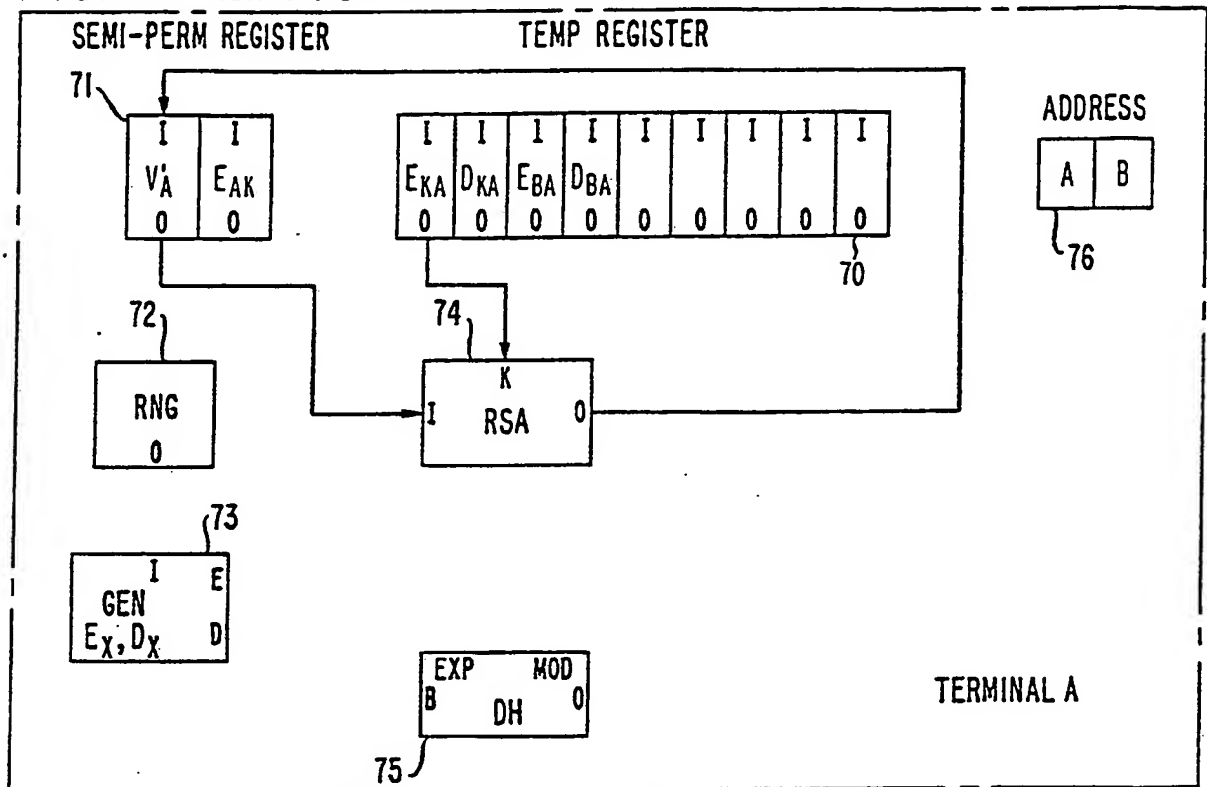 SEMI-PERM REGISTER TEMP REGISTER
71
I I I I 1 I I I I I I
V'A EAK EKA DKA EBA DBA
0 0 0 0 0 0 0 0 0 0 0
ADDRESS
A B
76
70
72
RNG
0
74
K
I RSA 0
73
I E
GEN
EX, DX D
EXP MOD
B DH 0
75
TERMINAL A